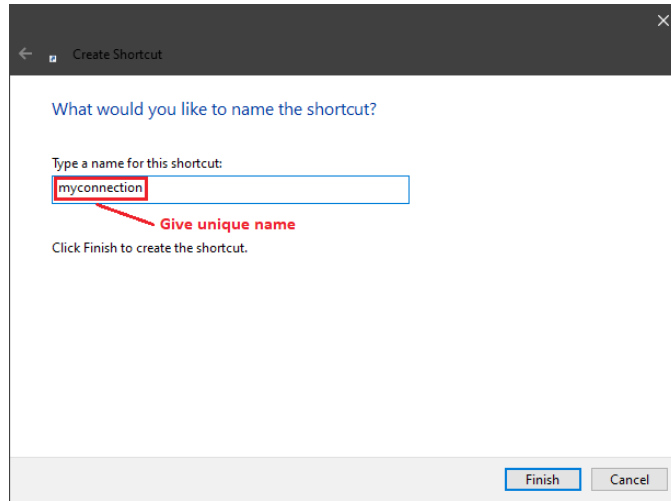 Create Shortcut
What would you like to name the shortcut?
Type a name for this shortcut:
myconnection
Give unique name
Click Finish to create the shortcut.
Finish Cancel